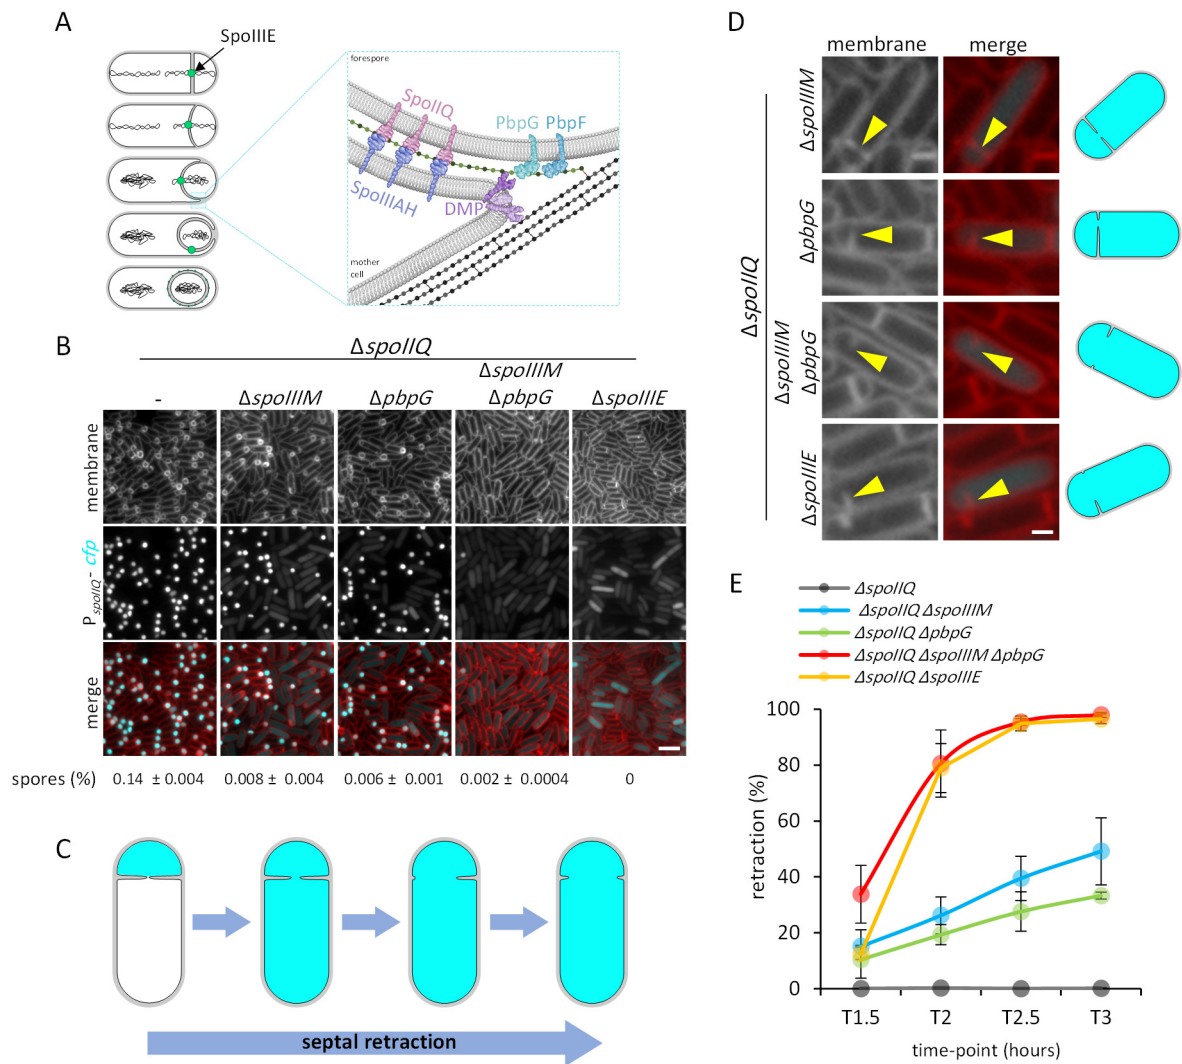 A
SpoIIIE
forespore
SpoIIQ
PbpG PbpF
SpoIIIAH
DMP
mother
cell
B
ΔspoIIQ
ΔspoIIIM
- ΔspoIIIM ΔpbpG ΔpbpG ΔspoIIIE
membrane
PspoIIQ- cfp
merge
spores (%) 0.14 ± 0.004 0.008 ± 0.004 0.006 ± 0.001 0.002 ± 0.0004 0
C
septal retraction
D
membrane merge
ΔspoIIQ
ΔspoIIIM
ΔpbpG
ΔspoIIIM
ΔpbpG
ΔspoIIIE
E
ΔspoIIQ
ΔspoIIQ ΔspoIIIM
ΔspoIIQ ΔpbpG
ΔspoIIQ ΔspoIIIM ΔpbpG
ΔspoIIQ ΔspoIIIE
retraction (%)
100
80
60
40
20
0
T1.5 T2 T2.5 T3
time-point (hours)